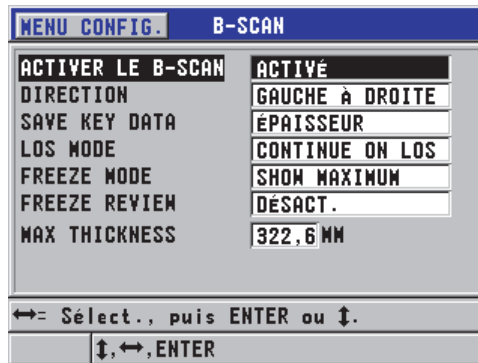 MENU CONFIG. B-SCAN
ACTIVER LE B-SCAN ACTIVÉ
DIRECTION GAUCHE À DROITE
SAVE KEY DATA ÉPAISSEUR
LOS MODE CONTINUE ON LOS
FREEZE MODE SHOW MAXIMUM
FREEZE REVIEW DÉSACT.
MAX THICKNESS 322,6 MM
↔= Sélect., puis ENTER ou ↕.
↕,↔,ENTER